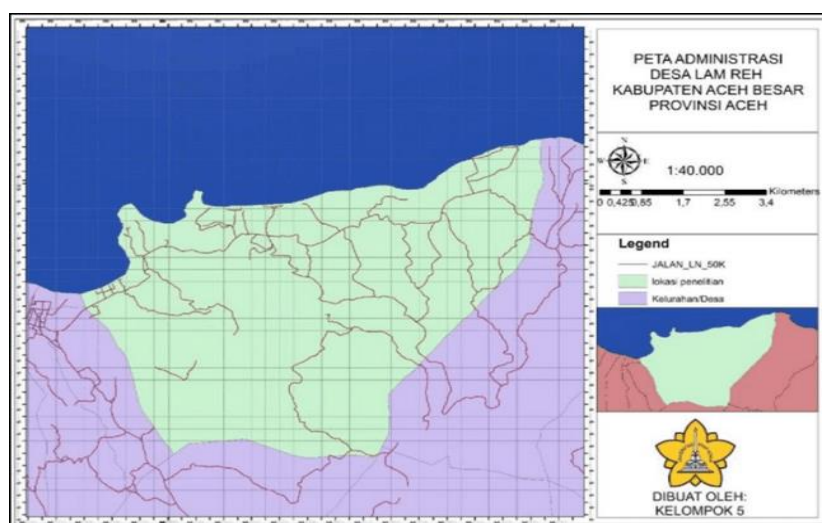 PETA ADMINISTRASI
DESA LAM REH
KABUPATEN ACEH BESAR
PROVINSI ACEH
N
W E
S
1:40.000
Kilometers
0 0,425 0,85 1,7 2,55 3,4
Legend
JALAN_LN_50K
lokasi penelitian
Kelurahan/Desa
DIBUAT OLEH:
KELOMPOK 5